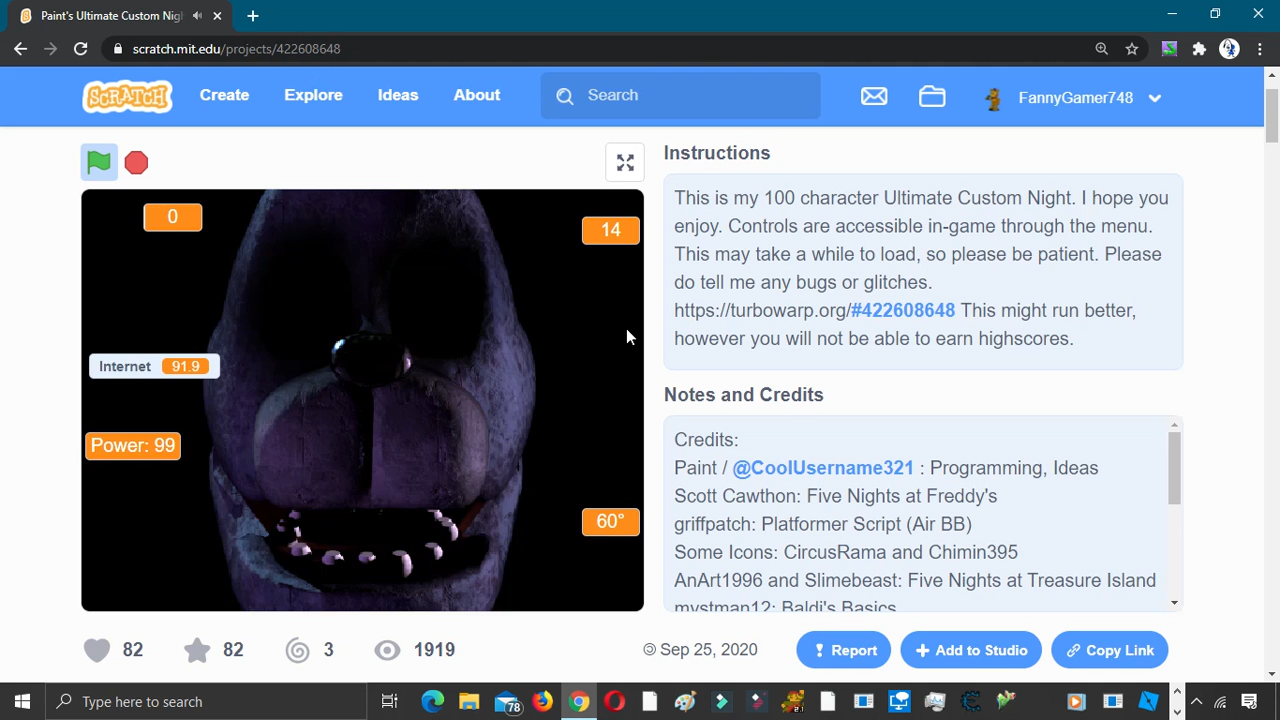 Paint's Ultimate Custom Nig
scratch.mit.edu/projects/422608648
SCRATCH
Create
Explore
Ideas
About
Search
FannyGamer748
0
14
Internet 91.9
Power: 99
60°
Instructions
This is my 100 character Ultimate Custom Night. I hope you
enjoy. Controls are accessible in-game through the menu.
This may take a while to load, so please be patient. Please
do tell me any bugs or glitches.
https://turbowarp.org/#422608648 This might run better,
however you will not be able to earn highscores.
Notes and Credits
Credits:
Paint / @CoolUsername321 : Programming, Ideas
Scott Cawthon: Five Nights at Freddy's
griffpatch: Platformer Script (Air BB)
Some Icons: CircusRama and Chimin395
AnArt1996 and Slimebeast: Five Nights at Treasure Island
mystman12: Baldi's Basics
82
82
3
1919
© Sep 25, 2020
Report
Add to Studio
Copy Link
Type here to search
78
2.1